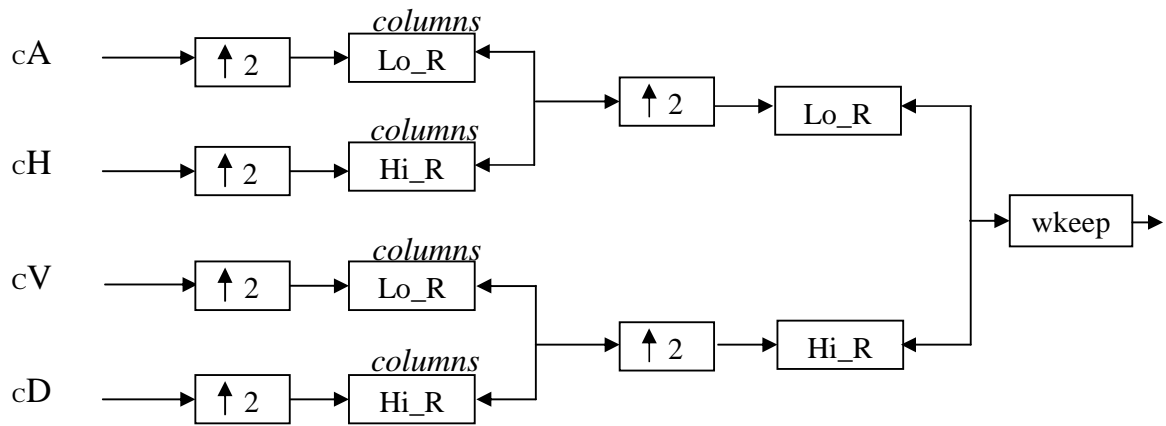 columns
cA
↑ 2
Lo_R
↑ 2
Lo_R
columns
cH
↑ 2
Hi_R
wkeep
columns
cV
↑ 2
Lo_R
↑ 2
Hi_R
columns
cD
↑ 2
Hi_R